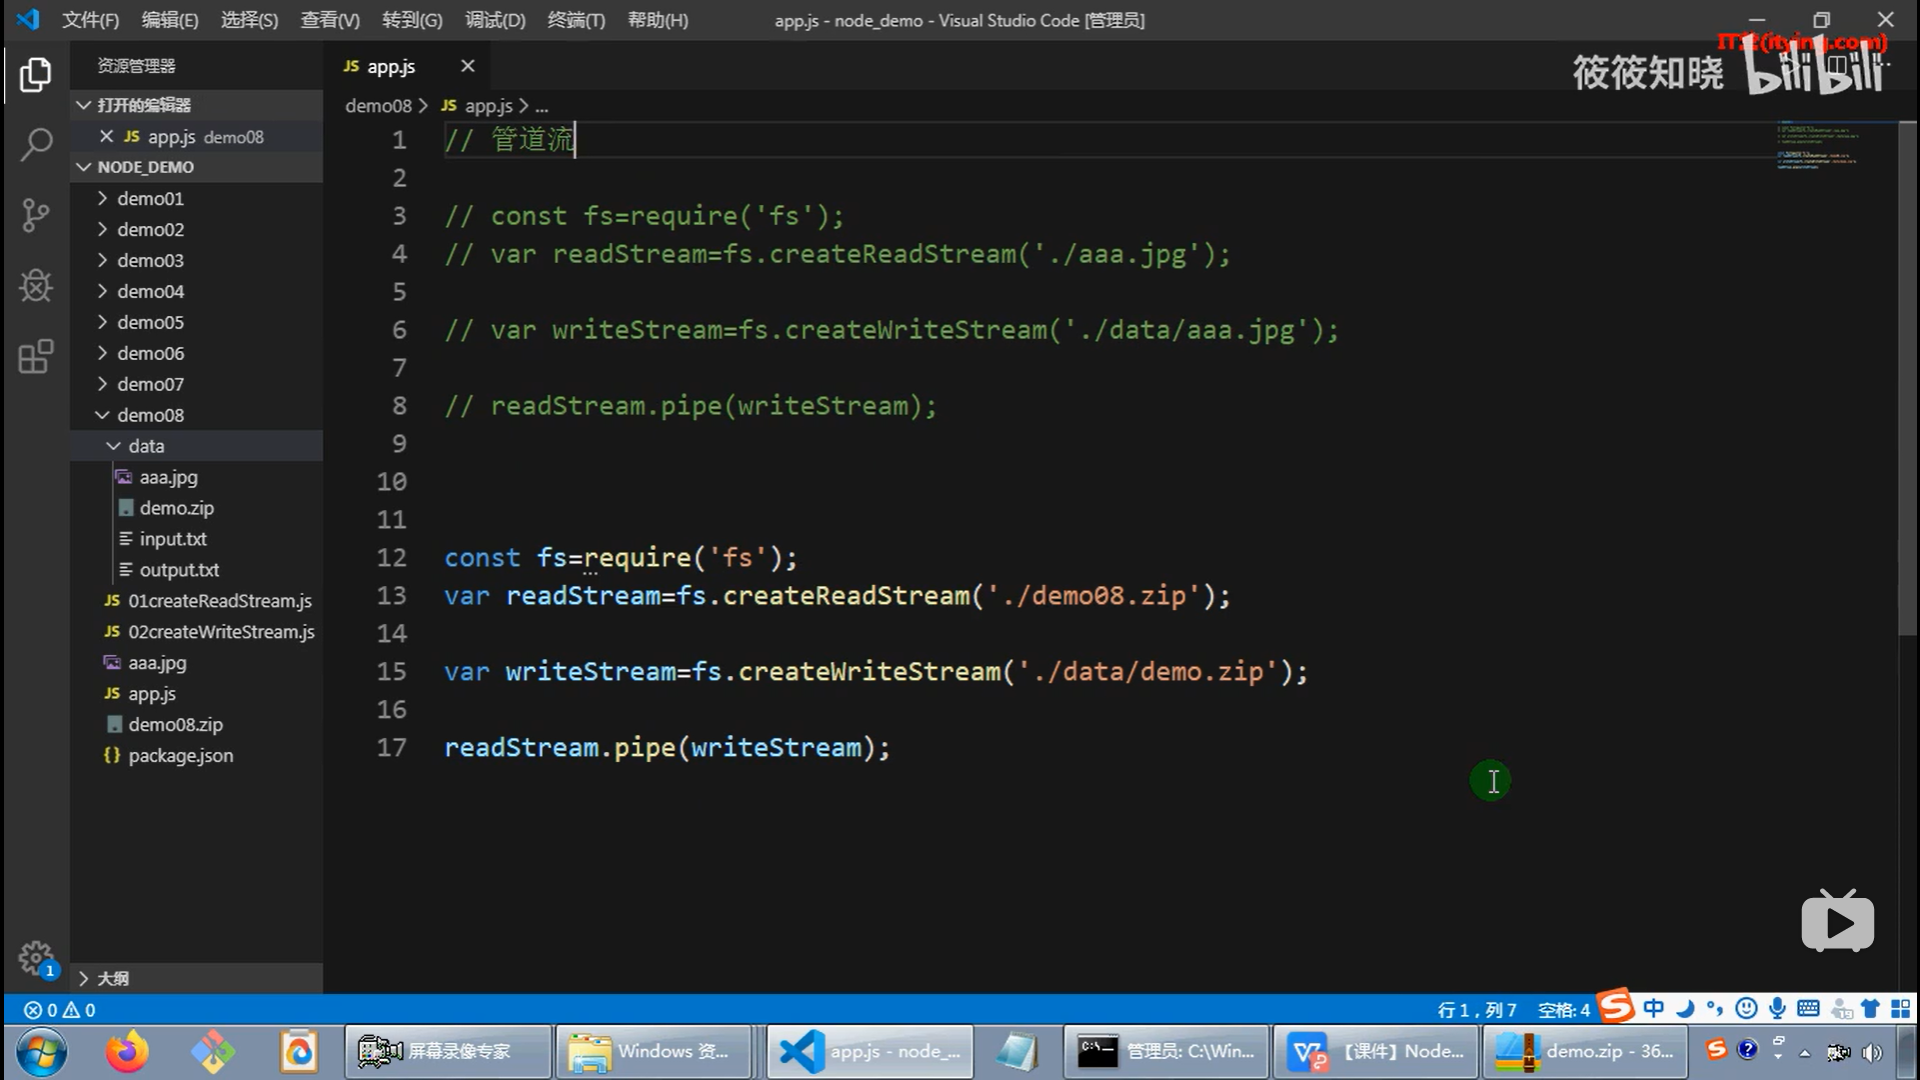 文件(F) 编辑(E) 选择(S) 查看(V) 转到(G) 调试(D) 终端(T) 帮助(H) app.js - node_demo - Visual Studio Code [管理员]
筱筱知晓 bilibili
资源管理器
打开的编辑器
JS app.js demo08
NODE_DEMO
demo01
demo02
demo03
demo04
demo05
demo06
demo07
demo08
data
aaa.jpg
demo.zip
input.txt
output.txt
JS 01createReadStream.js
JS 02createWriteStream.js
aaa.jpg
JS app.js
demo08.zip
{} package.json
大纲
JS app.js
demo08 > JS app.js > ...
1 // 管道流
2
3 // const fs=require('fs');
4 // var readStream=fs.createReadStream('./aaa.jpg');
5
6 // var writeStream=fs.createWriteStream('./data/aaa.jpg');
7
8 // readStream.pipe(writeStream);
9
10
11
12 const fs=require('fs');
13 var readStream=fs.createReadStream('./demo08.zip');
14
15 var writeStream=fs.createWriteStream('./data/demo.zip');
16
17 readStream.pipe(writeStream);
1
0 0 行 1，列 7 空格: 4 中
屏幕录像专家 Windows 资... app.js - node_... 管理员: C:\Win... 【课件】Node... demo.zip - 36...